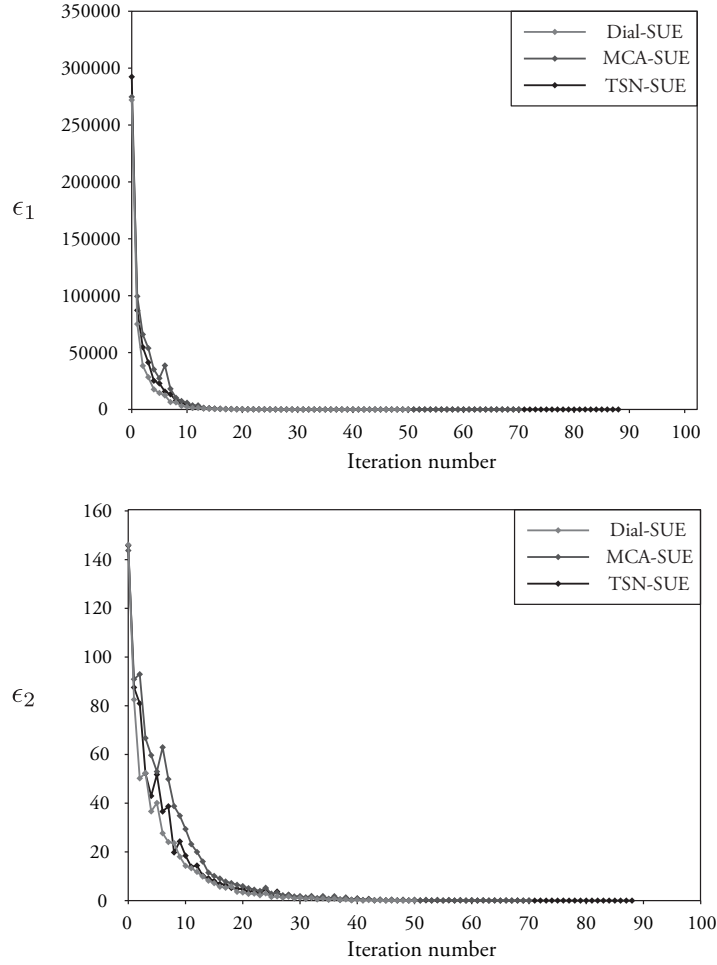 350000
300000
250000
200000
150000
100000
50000
0
ϵ1
0 10 20 30 40 50 60 70 80 90 100
Iteration number
Dial-SUE
MCA-SUE
TSN-SUE
160
140
120
100
80
60
40
20
0
ϵ2
0 10 20 30 40 50 60 70 80 90 100
Iteration number
Dial-SUE
MCA-SUE
TSN-SUE